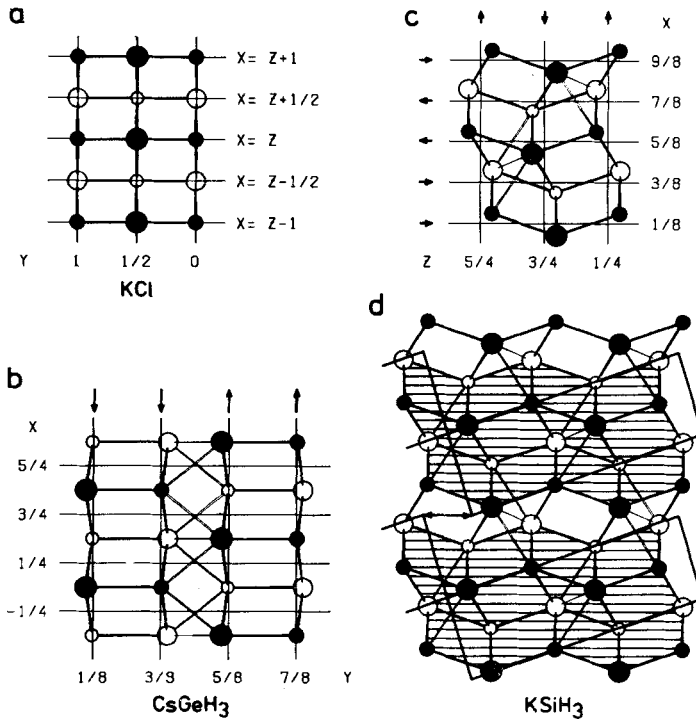 a
X= Z+1
X= Z+1/2
X= Z
X= Z-1/2
X= Z-1
Y 1 1/2 0
KCl
c
X
9/8
7/8
5/8
3/8
1/8
Z 5/4 3/4 1/4
b
X
5/4
3/4
1/4
-1/4
1/8 3/8 5/8 7/8 Y
CsGeH3
d
KSiH3